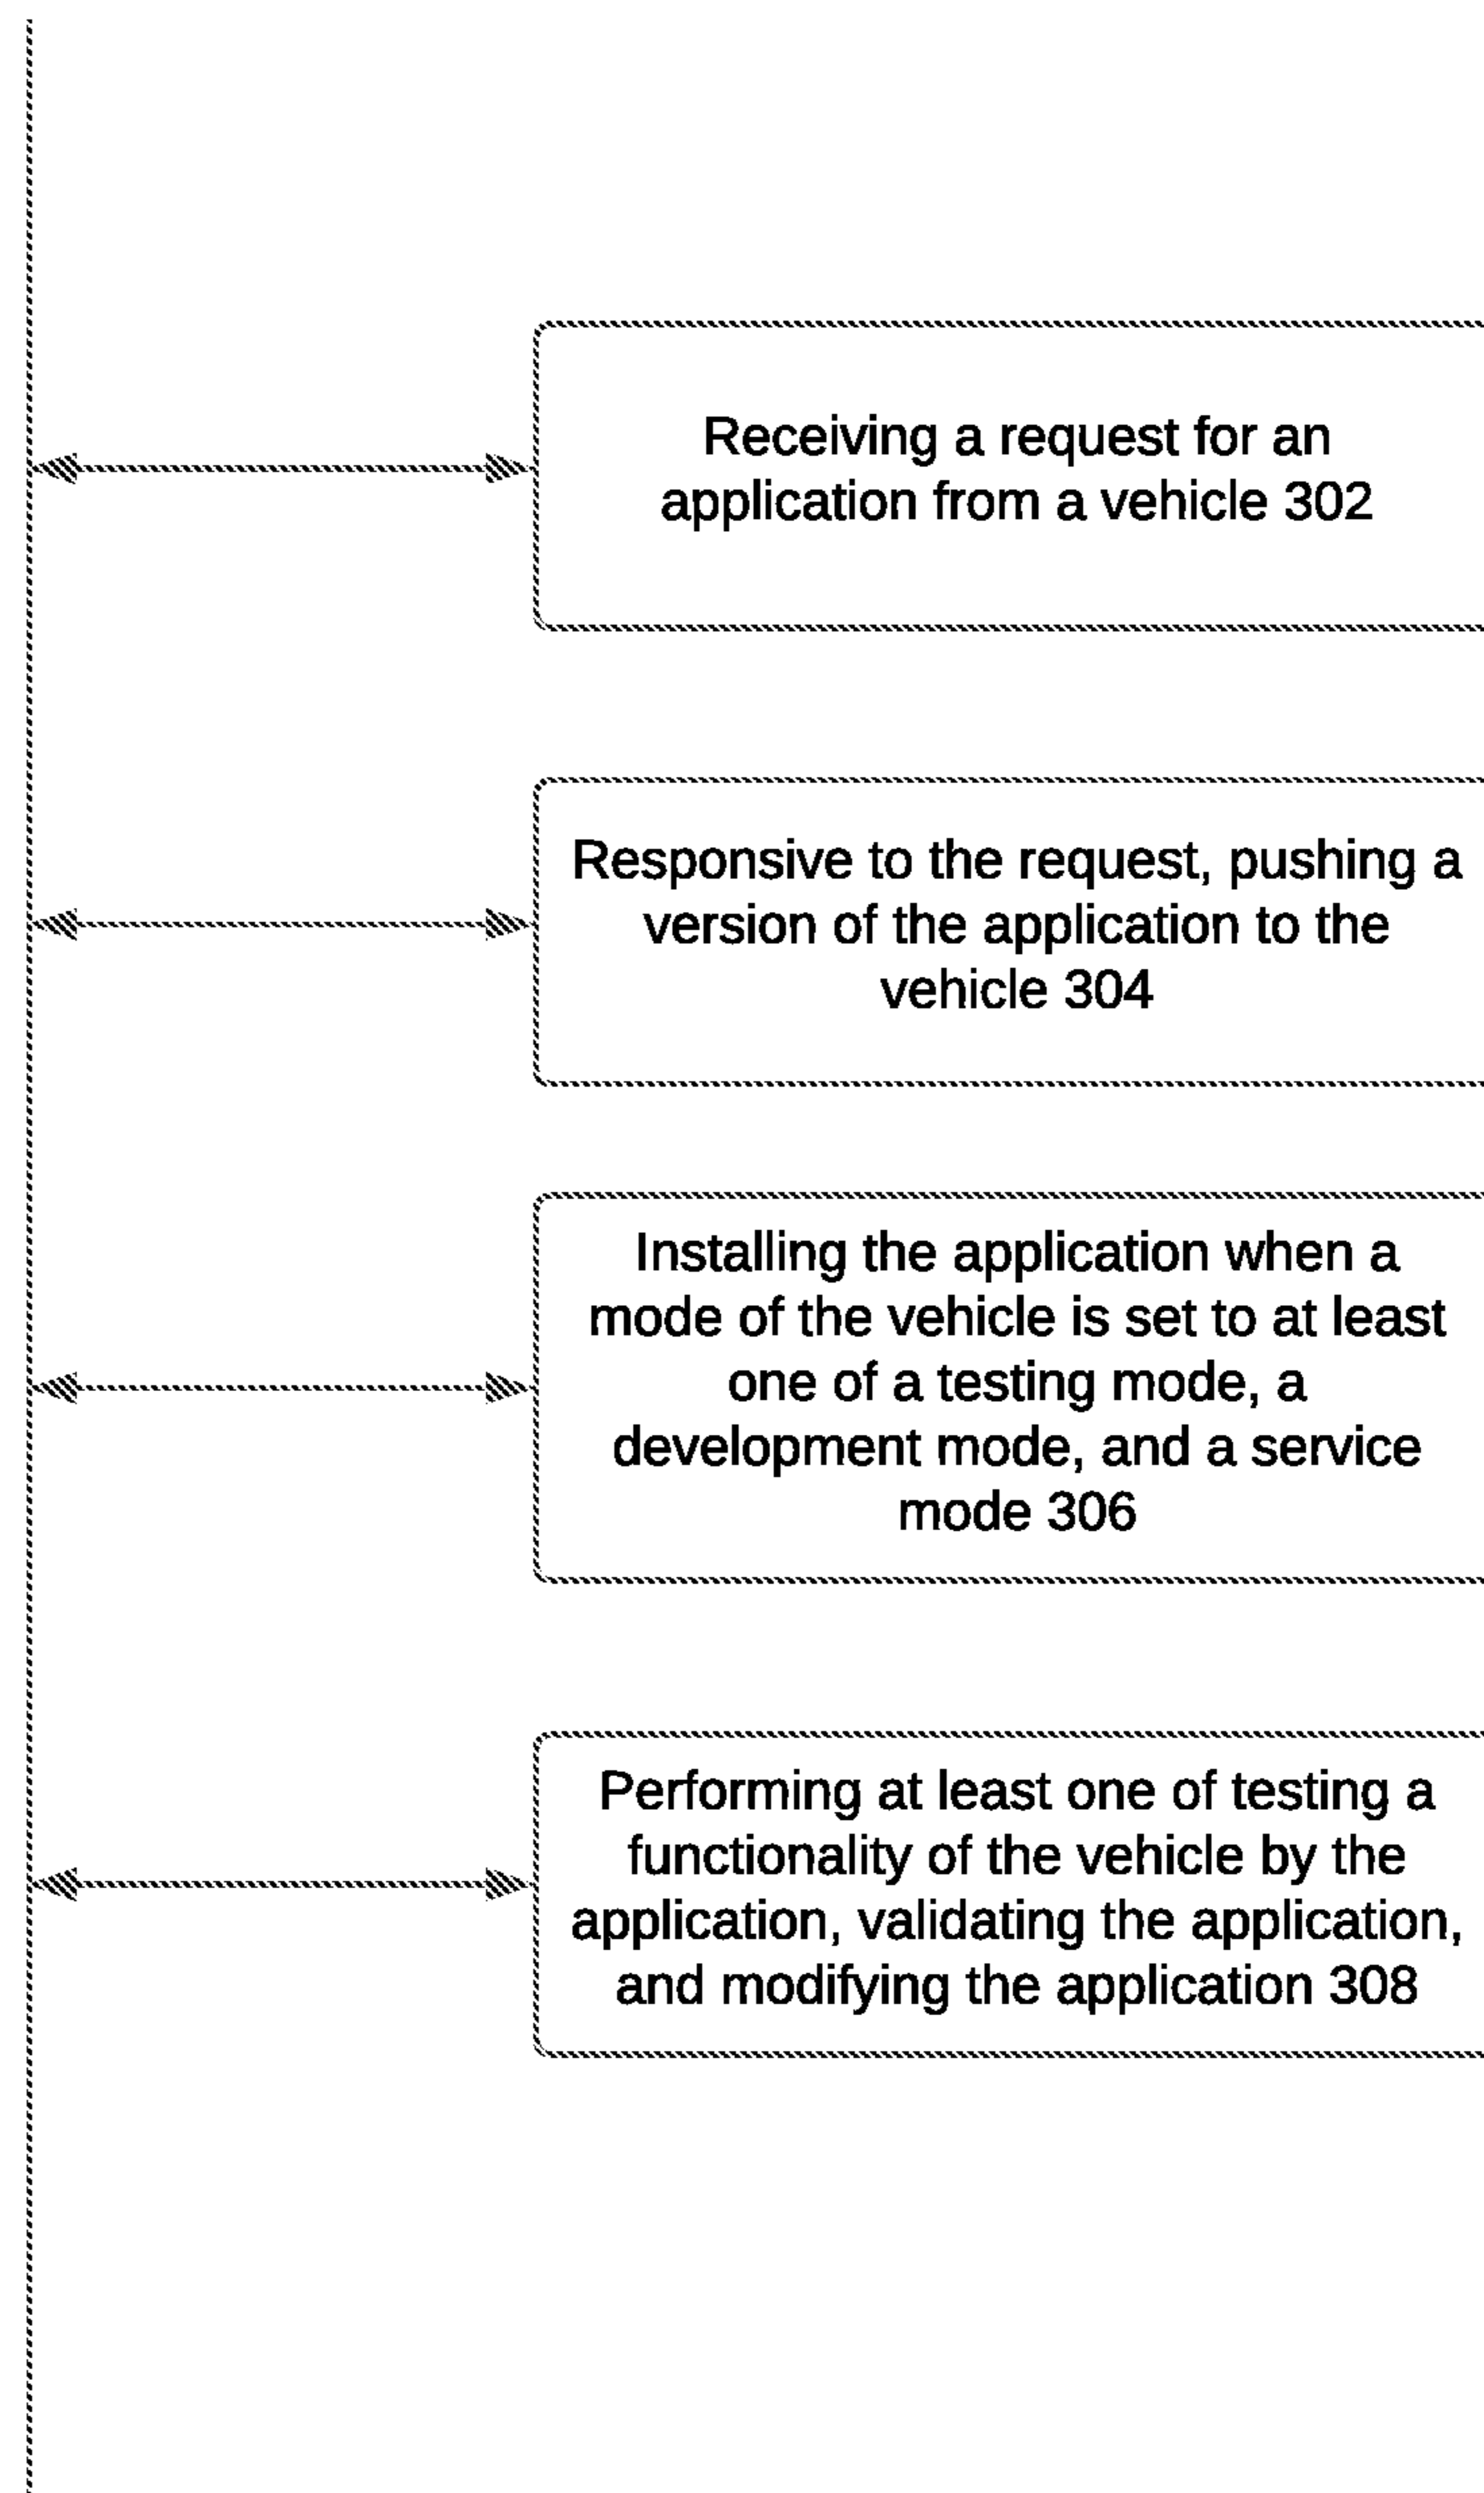 Receiving a request for an
application from a vehicle 302
Responsive to the request, pushing a
version of the application to the
vehicle 304
Installing the application when a
mode of the vehicle is set to at least
one of a testing mode, a
development mode, and a service
mode 306
Performing at least one of testing a
functionality of the vehicle by the
application, validating the application,
and modifying the application 308